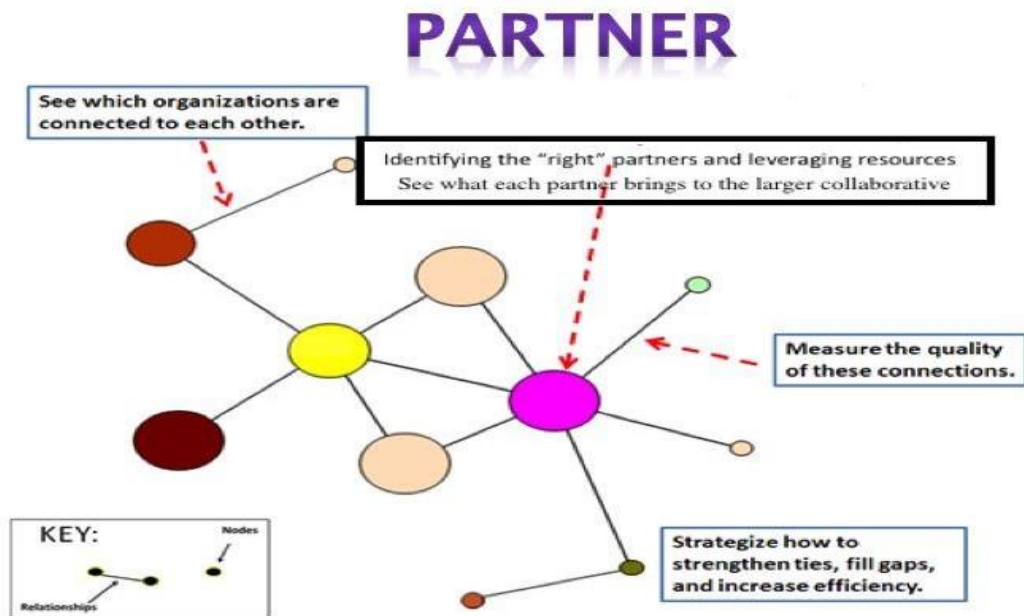 PARTNER
See which organizations are
connected to each other.
Identifying the "right" partners and leveraging resources
See what each partner brings to the larger collaborative
Measure the quality
of these connections.
Strategize how to
strengthen ties, fill gaps,
and increase efficiency.
KEY:
Nodes
Relationships